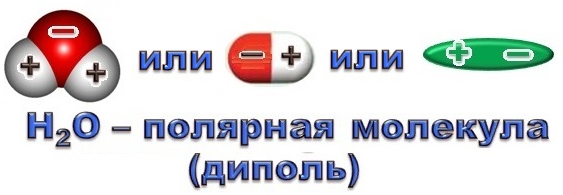 − + + или − + или + −
H₂O – полярная молекула
(диполь)